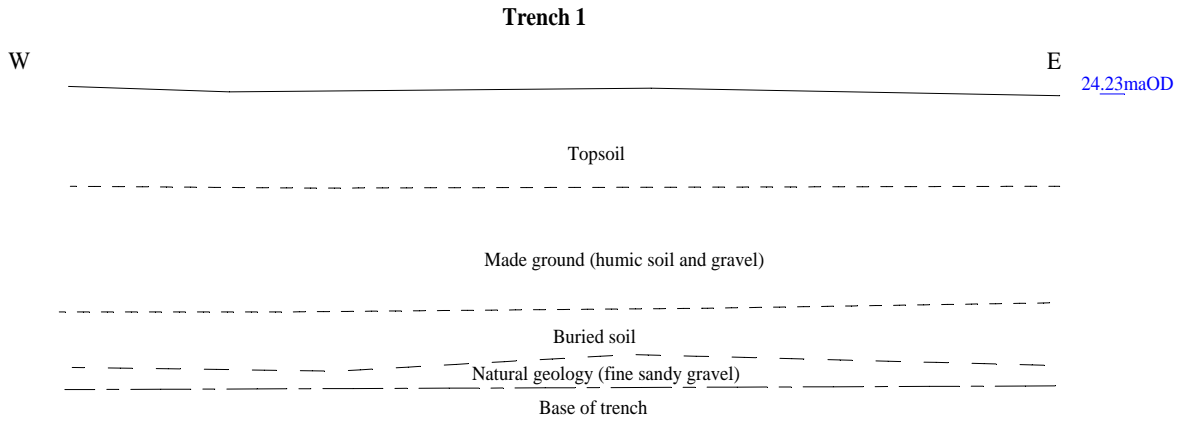 Trench 1
W
E
24.23maOD
Topsoil
Made ground (humic soil and gravel)
Buried soil
Natural geology (fine sandy gravel)
Base of trench